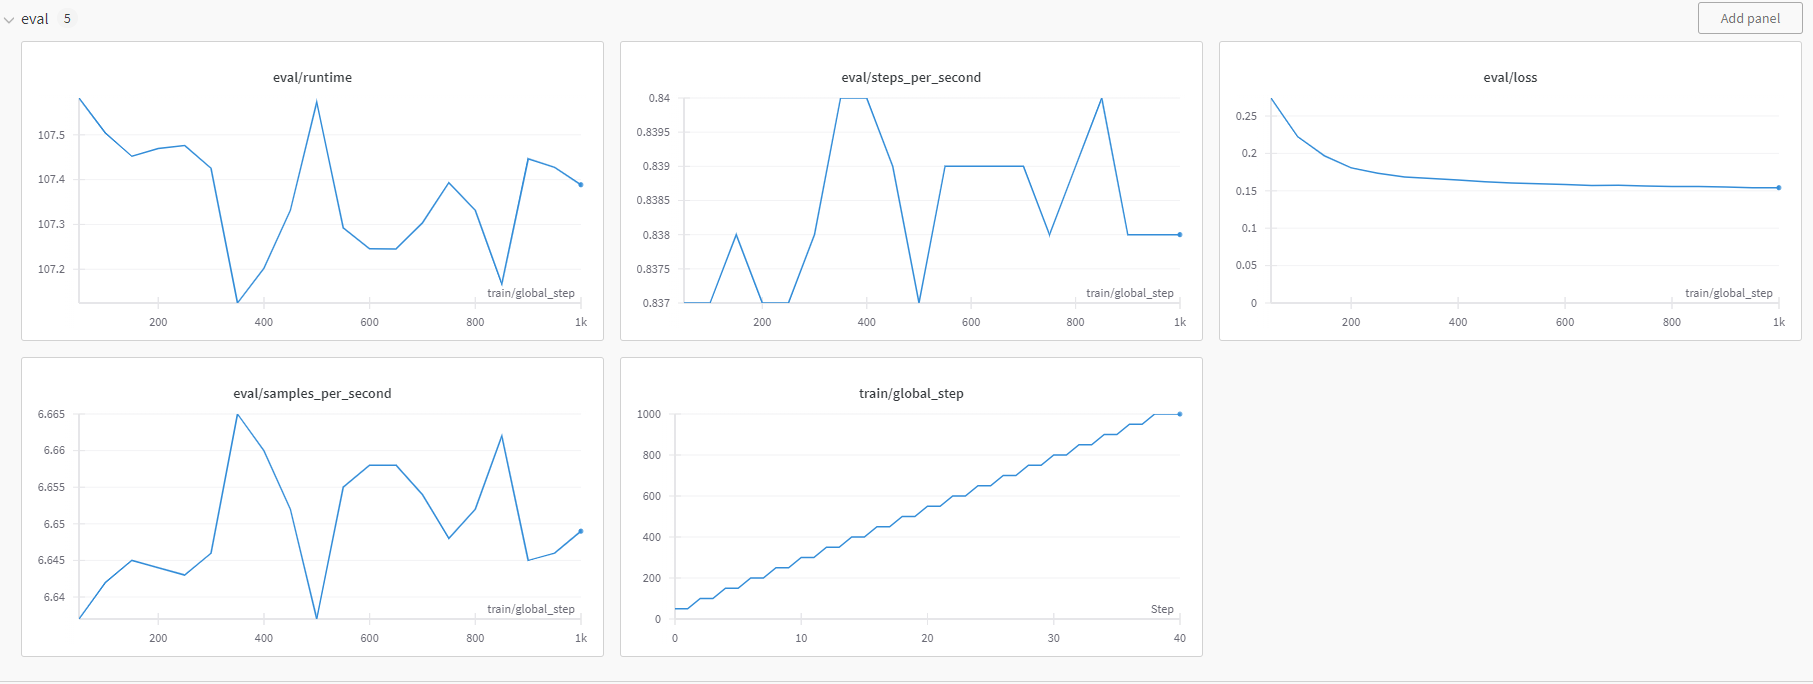 eval 5
Add panel
eval/runtime
107.5
107.4
107.3
107.2
train/global_step
200 400 600 800 1k
eval/steps_per_second
0.84
0.8395
0.839
0.8385
0.838
0.8375
0.837
train/global_step
200 400 600 800 1k
eval/loss
0.25
0.2
0.15
0.1
0.05
0
train/global_step
200 400 600 800 1k
eval/samples_per_second
6.665
6.66
6.655
6.65
6.645
6.64
train/global_step
200 400 600 800 1k
train/global_step
1000
800
600
400
200
0
Step
0 10 20 30 40